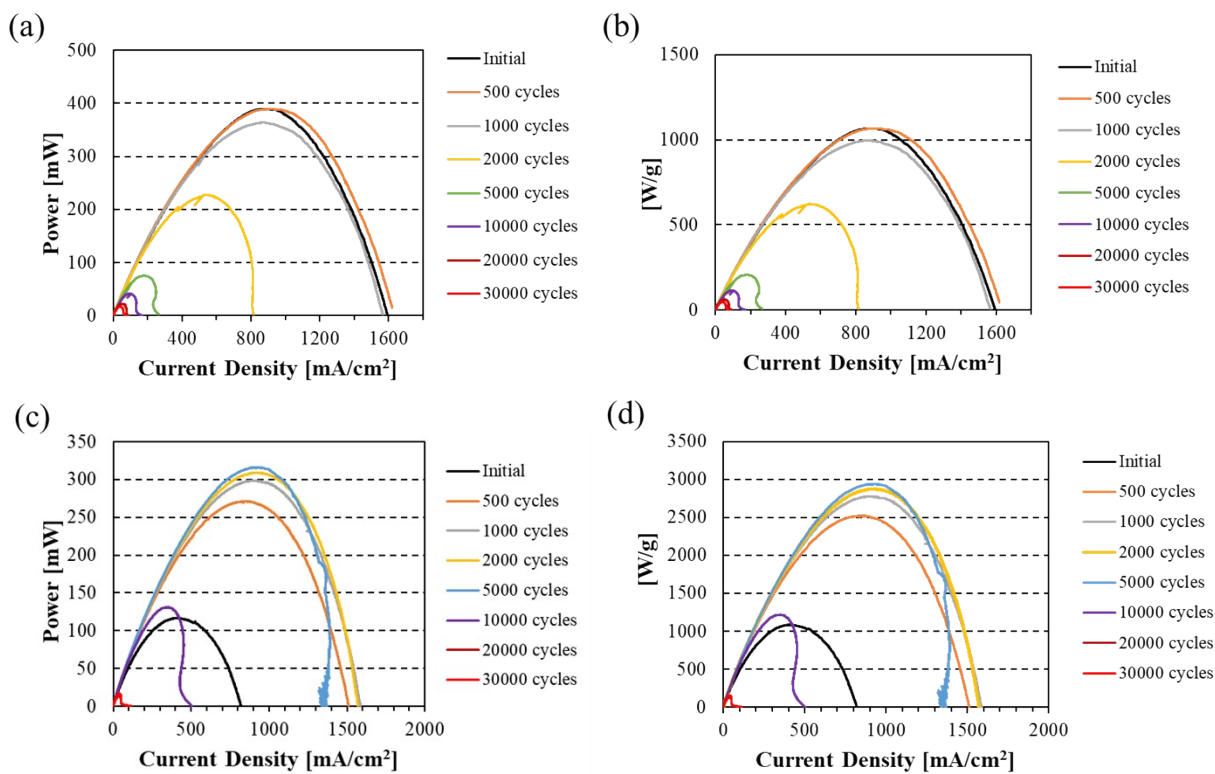 (a)
500
400
300
200
100
0
Power [mW]
0 400 800 1200 1600
Current Density [mA/cm²]
Initial
500 cycles
1000 cycles
2000 cycles
5000 cycles
10000 cycles
20000 cycles
30000 cycles
(b)
1500
1000
500
0
[W/g]
0 400 800 1200 1600
Current Density [mA/cm²]
Initial
500 cycles
1000 cycles
2000 cycles
5000 cycles
10000 cycles
20000 cycles
30000 cycles
(c)
350
300
250
200
150
100
50
0
Power [mW]
0 500 1000 1500 2000
Current Density [mA/cm²]
Initial
500 cycles
1000 cycles
2000 cycles
5000 cycles
10000 cycles
20000 cycles
30000 cycles
(d)
3500
3000
2500
2000
1500
1000
500
0
[W/g]
0 500 1000 1500 2000
Current Density [mA/cm²]
Initial
500 cycles
1000 cycles
2000 cycles
5000 cycles
10000 cycles
20000 cycles
30000 cycles